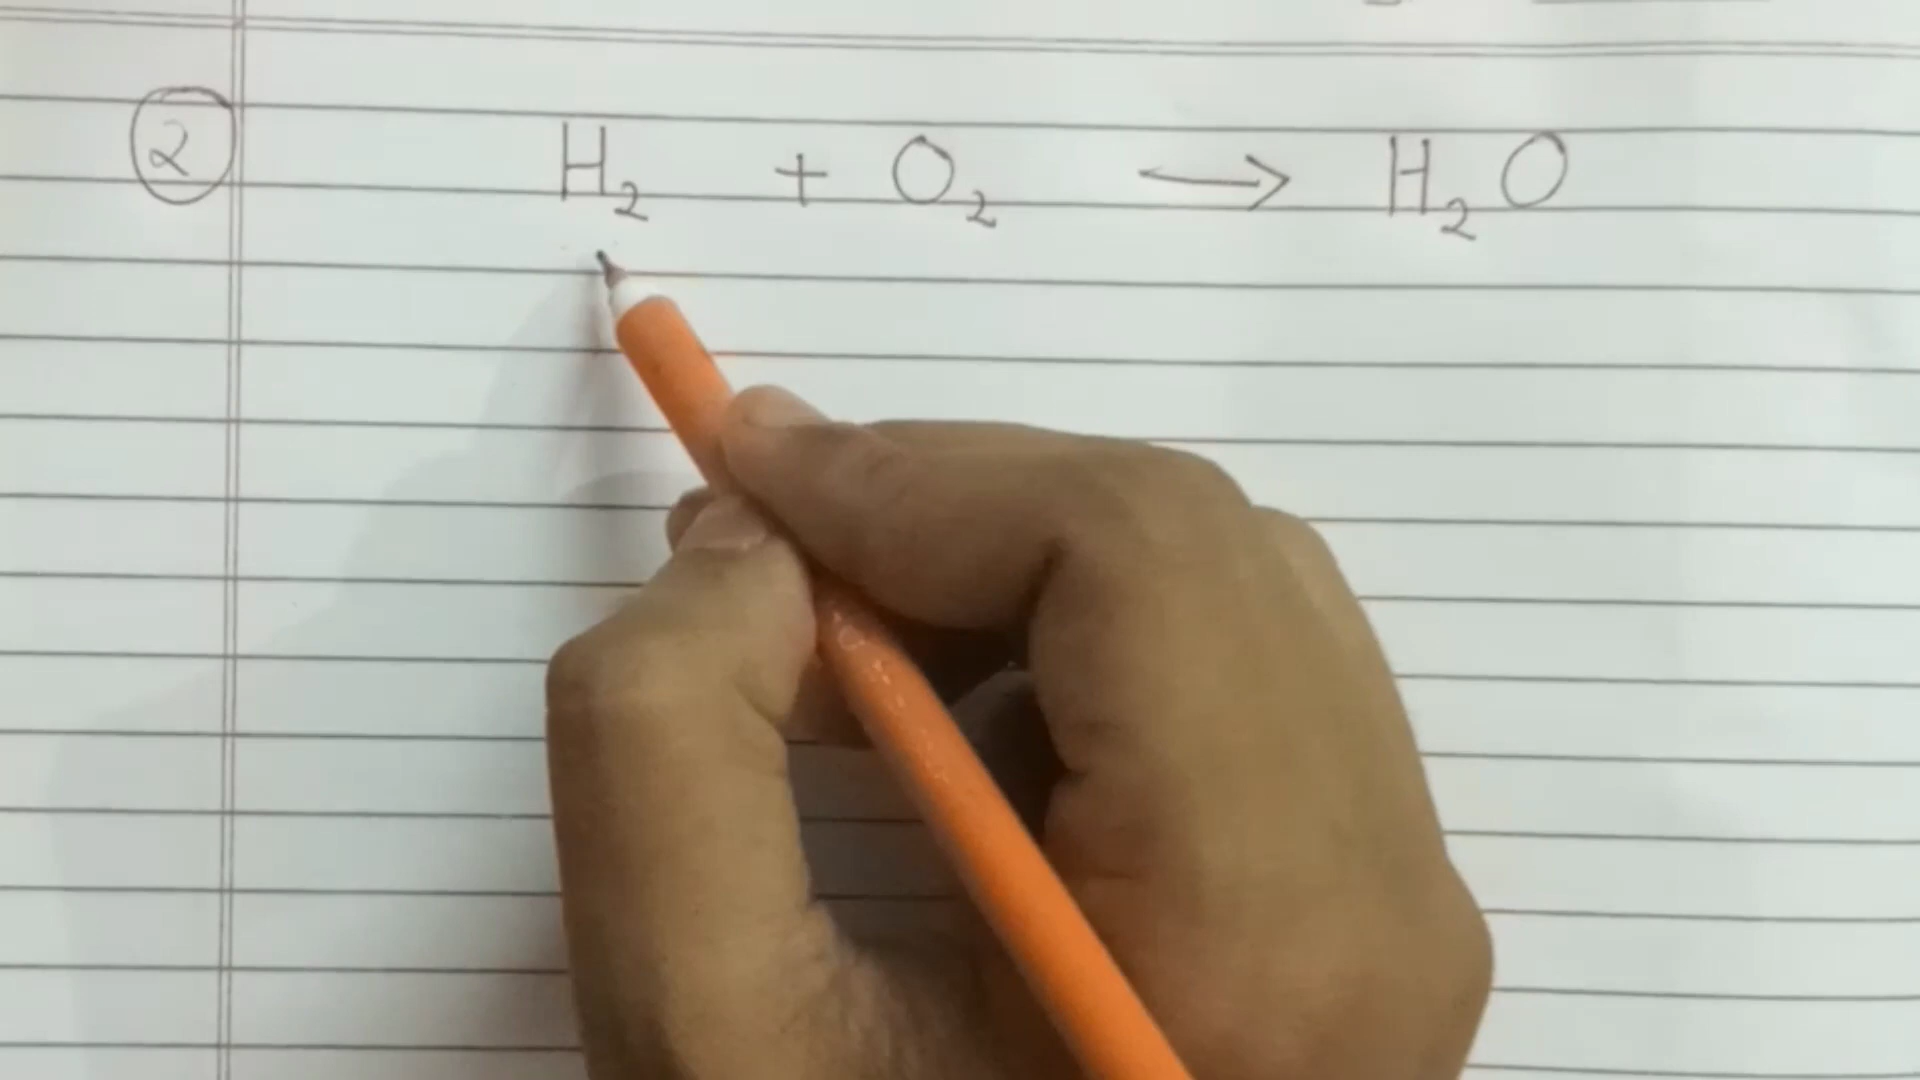 ② H₂ + O₂ → H₂O